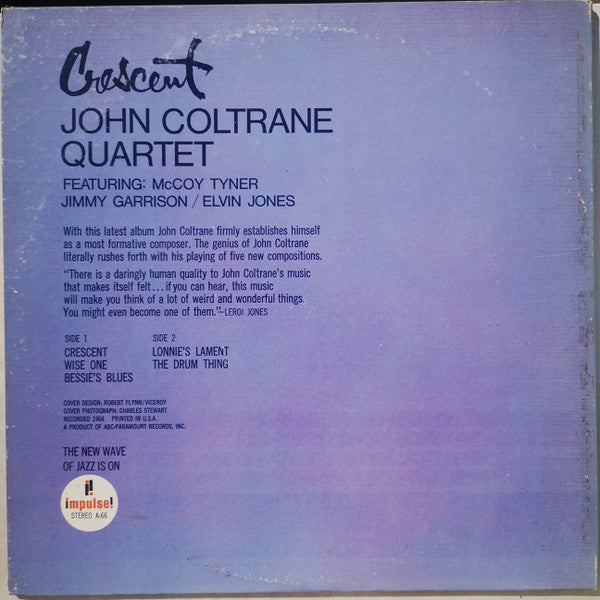 Crescent
JOHN COLTRANE
QUARTET
FEATURING: McCOY TYNER
JIMMY GARRISON / ELVIN JONES
With this latest album John Coltrane firmly establishes himself
as a most formative composer. The genius of John Coltrane
literally rushes forth with his playing of five new compositions.
“There is a daringly human quality to John Coltrane's music
that makes itself felt...if you can hear, this music
will make you think of a lot of weird and wonderful things.
You might even become one of them.”—LEROI JONES
SIDE 1
CRESCENT
WISE ONE
BESSIE'S BLUES
SIDE 2
LONNIE'S LAMENT
THE DRUM THING
COVER DESIGN: ROBERT FLYNN/VICEROY
COVER PHOTOGRAPH: CHARLES STEWART
RECORDED 1964 PRINTED IN U.S.A.
A PRODUCT OF ABC-PARAMOUNT RECORDS, INC.
THE NEW WAVE
OF JAZZ IS ON
i!
impulse!
STEREO A-66